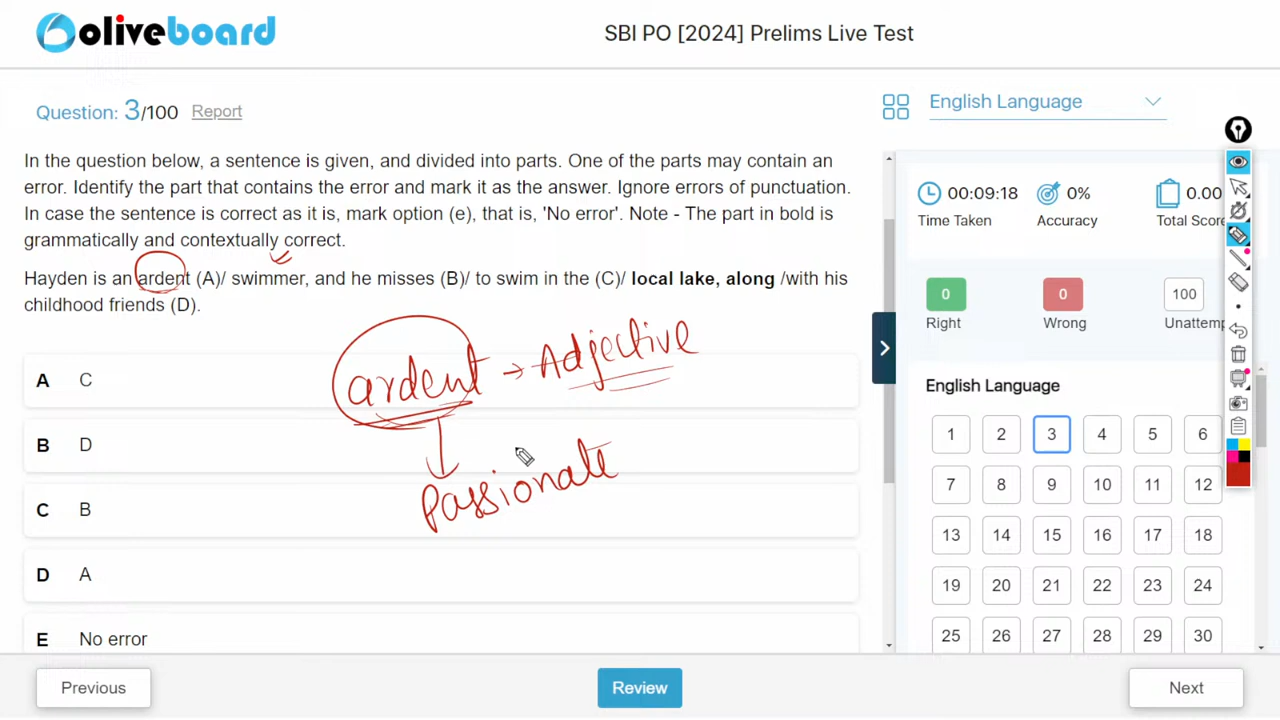 oliveboard
SBI PO [2024] Prelims Live Test
Question: 3/100 Report
English Language
In the question below, a sentence is given, and divided into parts. One of the parts may contain an
error. Identify the part that contains the error and mark it as the answer. Ignore errors of punctuation.
In case the sentence is correct as it is, mark option (e), that is, 'No error'. Note - The part in bold is
grammatically and contextually correct.
Hayden is an ardent (A)/ swimmer, and he misses (B)/ to swim in the (C)/ local lake, along /with his
childhood friends (D).
ardent → Adjective
Passionate
A C
B D
C B
D A
E No error
00:09:18
Time Taken
0%
Accuracy
0.00
Total Score
0
Right
0
Wrong
100
Unattemp
English Language
1 2 3 4 5 6
7 8 9 10 11 12
13 14 15 16 17 18
19 20 21 22 23 24
25 26 27 28 29 30
Previous
Review
Next